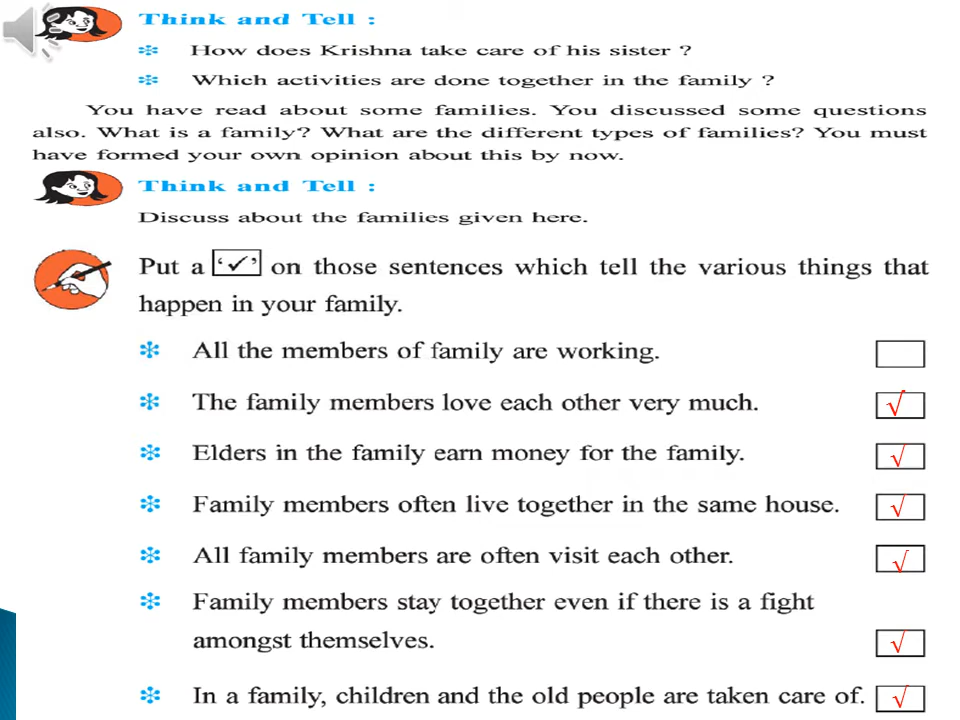 Think and Tell :
How does Krishna take care of his sister ?
Which activities are done together in the family ?
You have read about some families. You discussed some questions
also. What is a family? What are the different types of families? You must
have formed your own opinion about this by now.
Think and Tell :
Discuss about the families given here.
Put a '✓' on those sentences which tell the various things that
happen in your family.
All the members of family are working.
The family members love each other very much. √
Elders in the family earn money for the family. √
Family members often live together in the same house. √
All family members are often visit each other. √
Family members stay together even if there is a fight
amongst themselves. √
In a family, children and the old people are taken care of. √